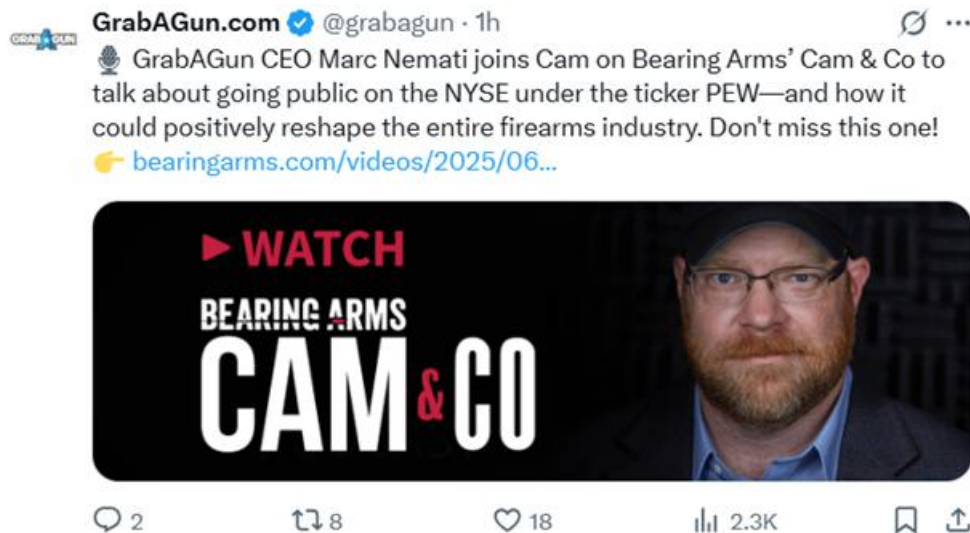 GRAB A GUN
GrabAGun.com @grabagun · 1h
GrabAGun CEO Marc Nemati joins Cam on Bearing Arms’ Cam & Co to
talk about going public on the NYSE under the ticker PEW—and how it
could positively reshape the entire firearms industry. Don't miss this one!
bearingarms.com/videos/2025/06...
WATCH
BEARING ARMS
CAM & CO
2 8 18 2.3K